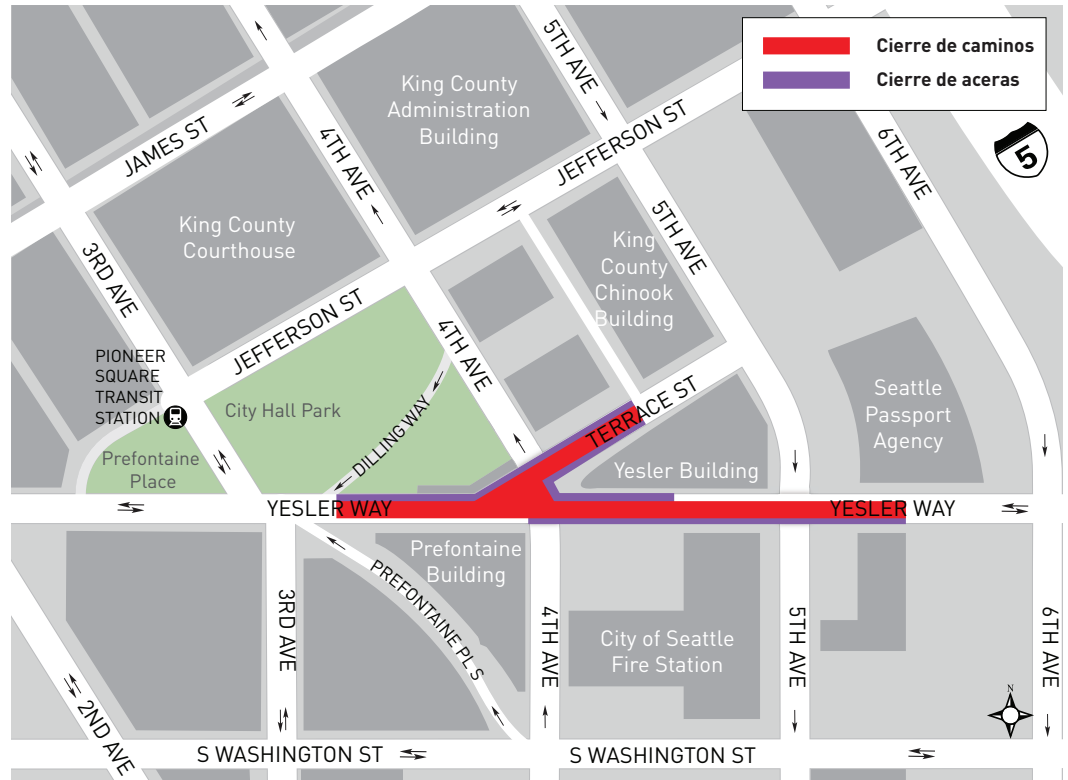 Cierre de caminos
Cierre de aceras
5TH AVE
King County
Administration
Building
JAMES ST
4TH AVE
JEFFERSON ST
6TH AVE
5
King County
Courthouse
3RD AVE
5TH AVE
King
County
Chinook
Building
JEFFERSON ST
4TH AVE
PIONEER
SQUARE
TRANSIT
STATION
City Hall Park
DILLING WAY
TERRACE ST
Seattle
Passport
Agency
Prefontaine
Place
Yesler Building
YESLER WAY
YESLER WAY
Prefontaine
Building
PREFONTAINE PL S
3RD AVE
4TH AVE
City of Seattle
Fire Station
5TH AVE
6TH AVE
N
2ND AVE
S WASHINGTON ST
S WASHINGTON ST